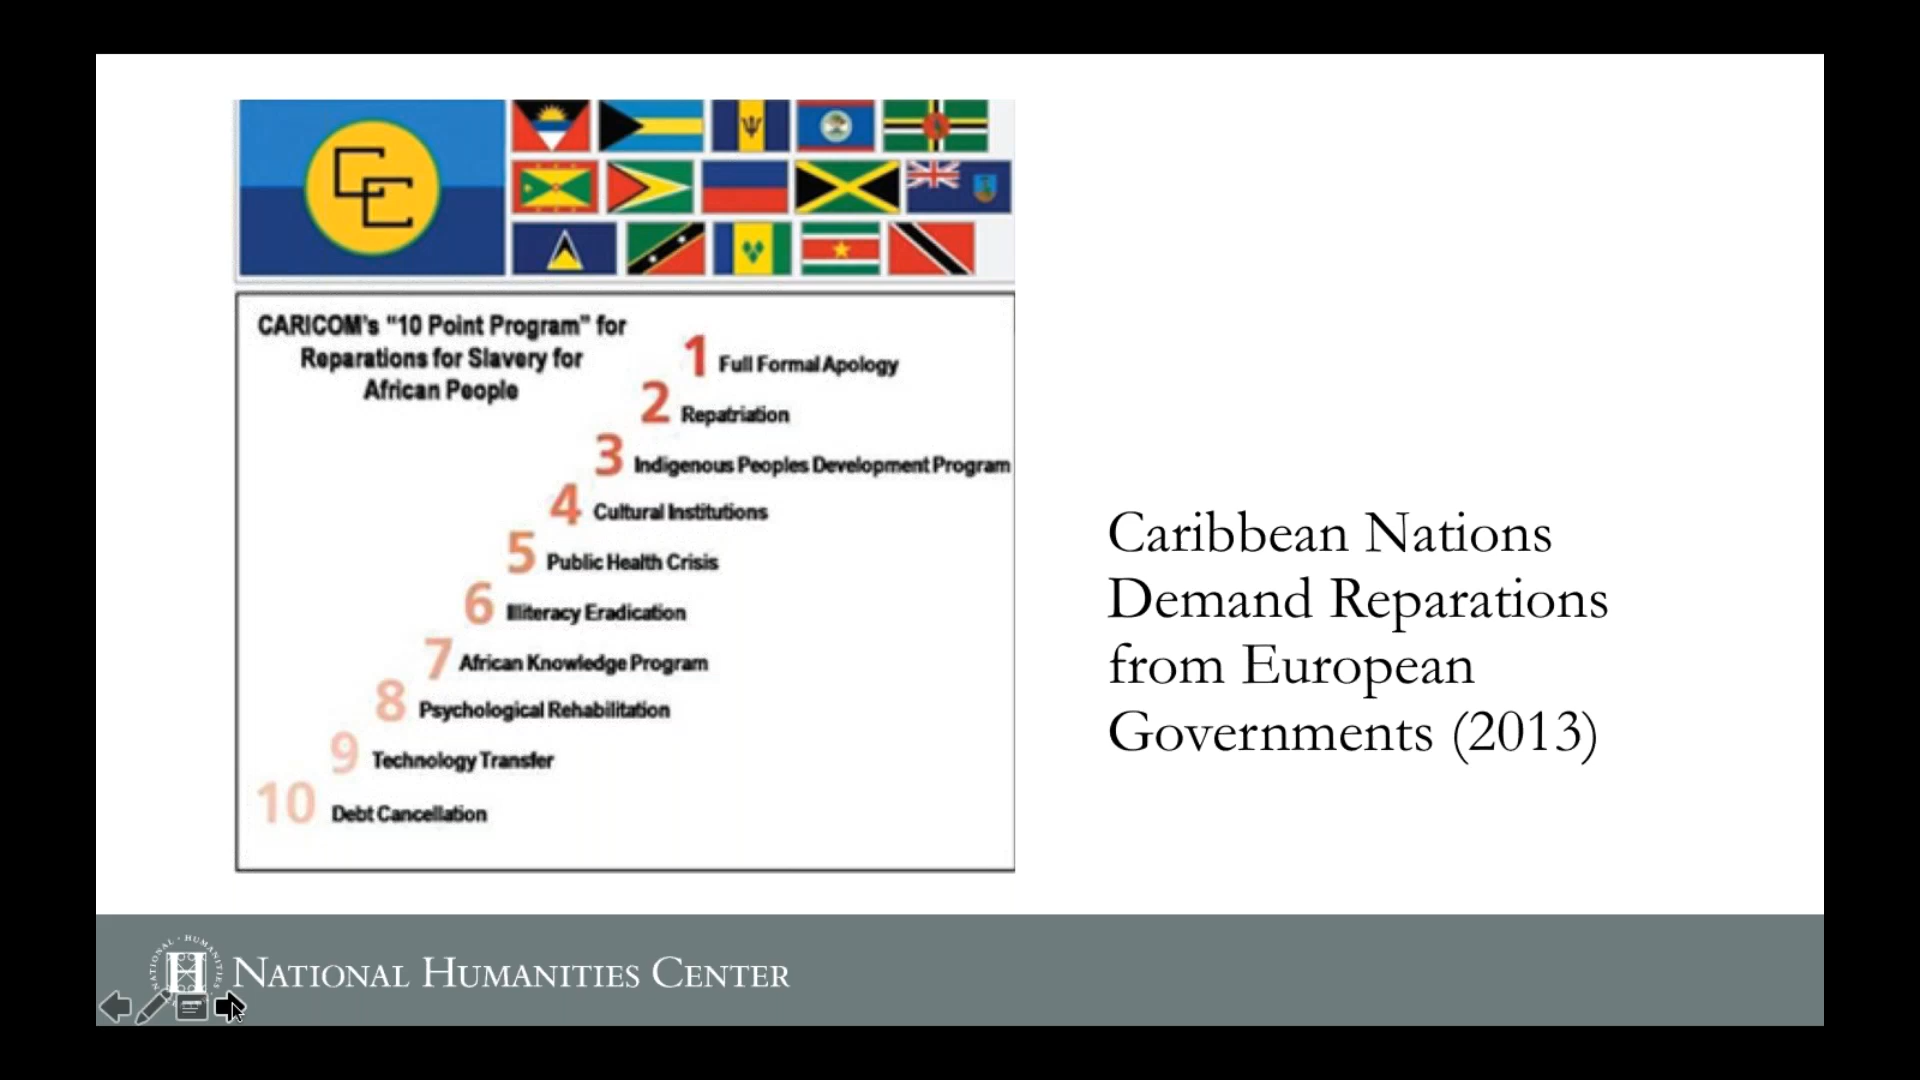 CARICOM's "10 Point Program" for
Reparations for Slavery for
African People
1 Full Formal Apology
2 Repatriation
3 Indigenous Peoples Development Program
4 Cultural Institutions
5 Public Health Crisis
6 Illiteracy Eradication
7 African Knowledge Program
8 Psychological Rehabilitation
9 Technology Transfer
10 Debt Cancellation
Caribbean Nations
Demand Reparations
from European
Governments (2013)
NATIONAL HUMANITIES CENTER